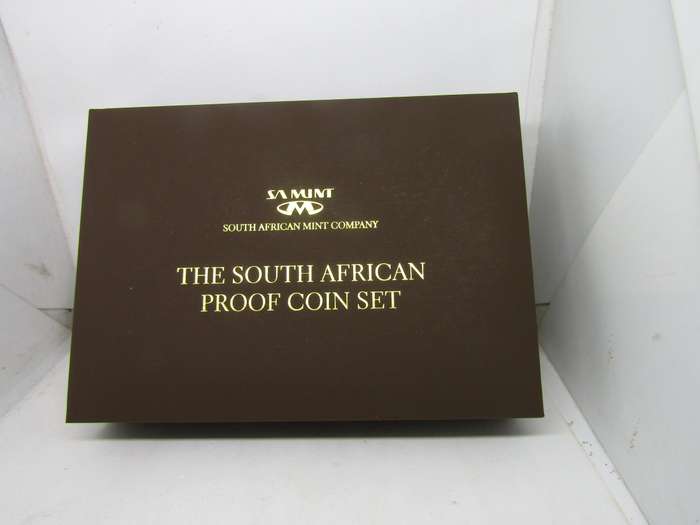 SA MINT
SOUTH AFRICAN MINT COMPANY
THE SOUTH AFRICAN
PROOF COIN SET